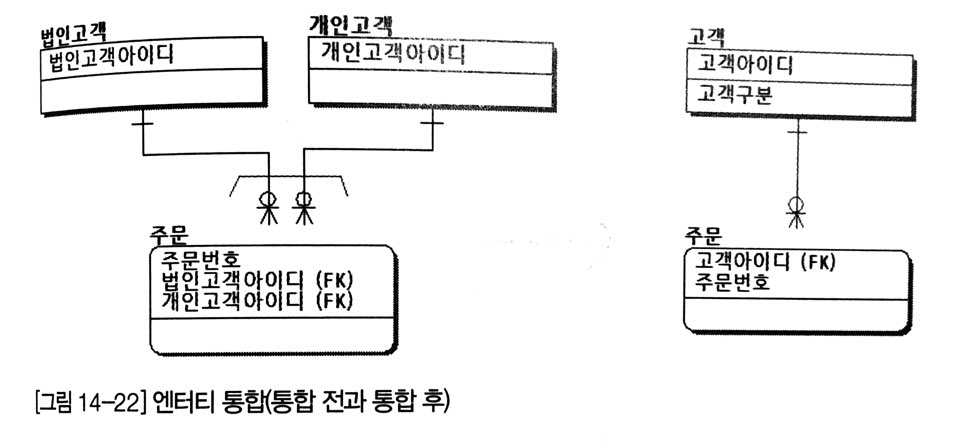 법인고객
법인고객아이디
개인고객
개인고객아이디
주문
주문번호
법인고객아이디 (FK)
개인고객아이디 (FK)
고객
고객아이디
고객구분
주문
고객아이디 (FK)
주문번호
[그림 14-22] 엔터티 통합(통합 전과 통합 후)